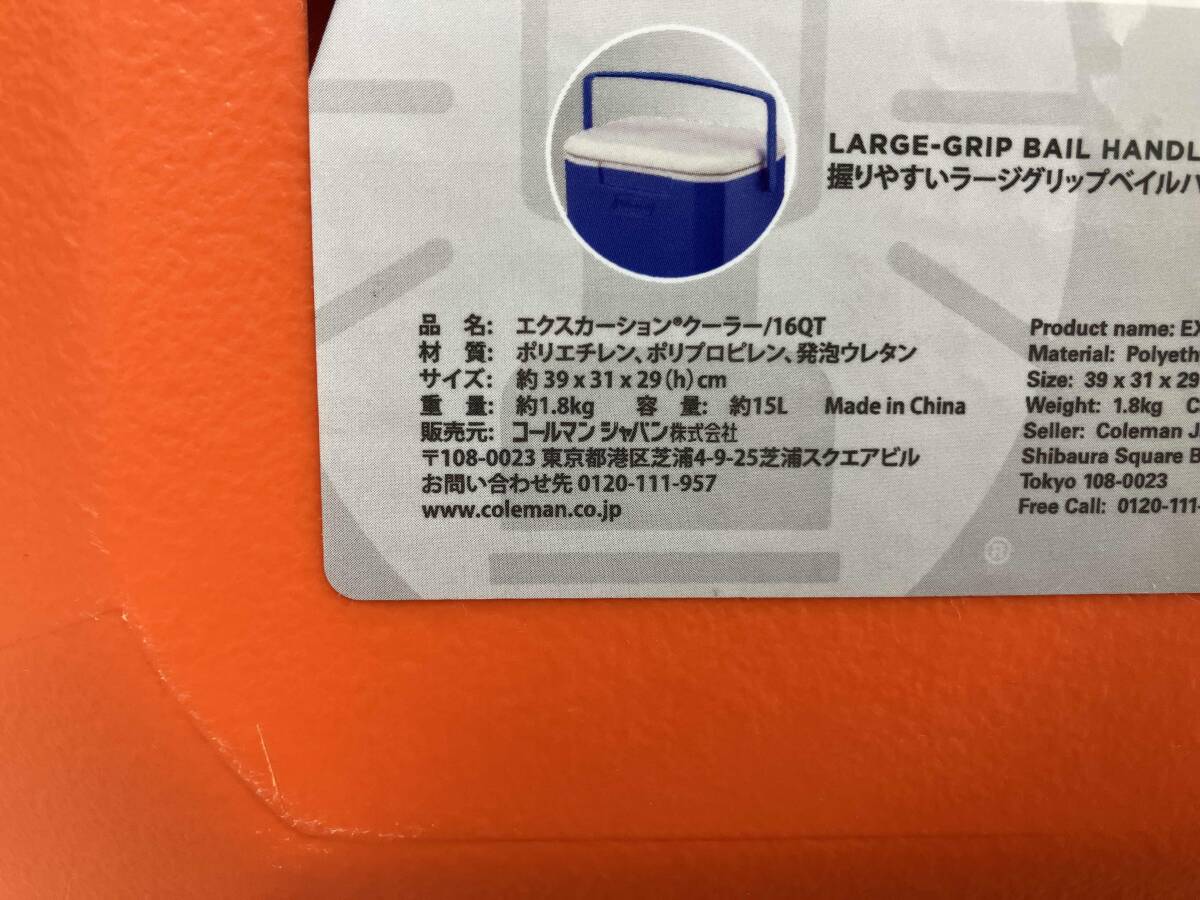 LARGE-GRIP BAIL HANDL
握りやすいラージグリップベイルハ
品 名: エクスカーション®クーラー/16QT
材 質: ポリエチレン、ポリプロピレン、発泡ウレタン
サイズ: 約 39 x 31 x 29(h)cm
重 量: 約1.8kg 容 量: 約15L Made in China
販売元: コールマン ジャパン株式会社
〒108-0023 東京都港区芝浦4-9-25芝浦スクエアビル
お問い合わせ先 0120-111-957
www.coleman.co.jp
Product name: EX
Material: Polyeth
Size: 39 x 31 x 29
Weight: 1.8kg C
Seller: Coleman J
Shibaura Square B
Tokyo 108-0023
Free Call: 0120-111-
®